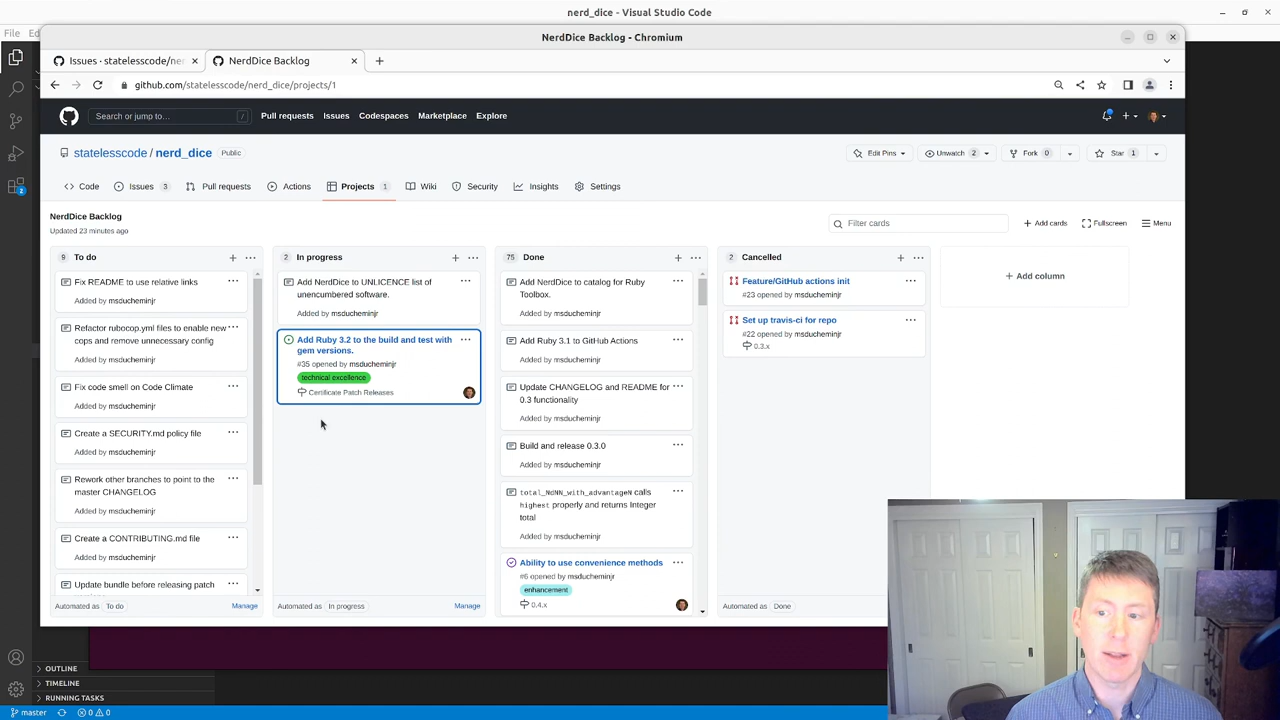 nerd_dice - Visual Studio Code
File
Ed
NerdDice Backlog - Chromium
Issues · statelesscode/ner
NerdDice Backlog
github.com/statelesscode/nerd_dice/projects/1
Search or jump to...
/
Pull requests
Issues
Codespaces
Marketplace
Explore
statelesscode / nerd_dice
Public
Edit Pins
Unwatch 2
Fork 0
Star 1
Code
Issues 3
Pull requests
Actions
Projects 1
Wiki
Security
Insights
Settings
NerdDice Backlog
Updated 23 minutes ago
Filter cards
+ Add cards
Fullscreen
Menu
9 To do
Fix README to use relative links
Added by msducheminjr
Refactor rubocop.yml files to enable new
cops and remove unnecessary config
Added by msducheminjr
Fix code smell on Code Climate
Added by msducheminjr
Create a SECURITY.md policy file
Added by msducheminjr
Rework other branches to point to the
master CHANGELOG
Added by msducheminjr
Create a CONTRIBUTING.md file
Added by msducheminjr
Update bundle before releasing patch
Automated as To do
Manage
2 In progress
Add NerdDice to UNLICENCE list of
unencumbered software.
Added by msducheminjr
Add Ruby 3.2 to the build and test with
gem versions.
#35 opened by msducheminjr
technical excellence
Certificate Patch Releases
Automated as In progress
Manage
75 Done
Add NerdDice to catalog for Ruby
Toolbox.
Added by msducheminjr
Add Ruby 3.1 to GitHub Actions
Added by msducheminjr
Update CHANGELOG and README for
0.3 functionality
Added by msducheminjr
Build and release 0.3.0
Added by msducheminjr
total_NdNN_with_advantageN calls
highest properly and returns Integer
total
Added by msducheminjr
Ability to use convenience methods
#6 opened by msducheminjr
enhancement
0.4.x
Automated as Done
Manage
2 Cancelled
Feature/GitHub actions init
#23 opened by msducheminjr
Set up travis-ci for repo
#22 opened by msducheminjr
0.3.x
Automated as Done
+ Add column
2
OUTLINE
TIMELINE
RUNNING TASKS
master
0 0